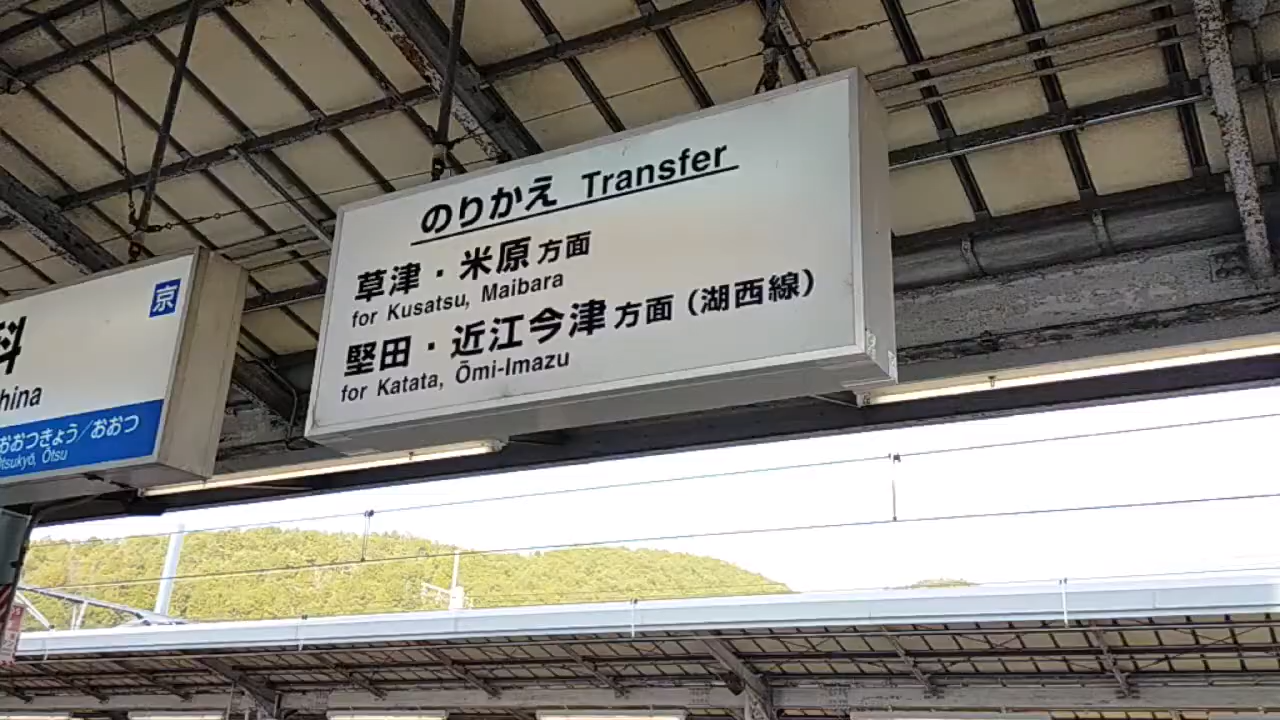 京
科
hina
おおつきょう／おおつ
Ōtsu
のりかえ Transfer
草津・米原方面
for Kusatsu, Maibara
堅田・近江今津方面（湖西線）
for Katata, Ōmi-Imazu